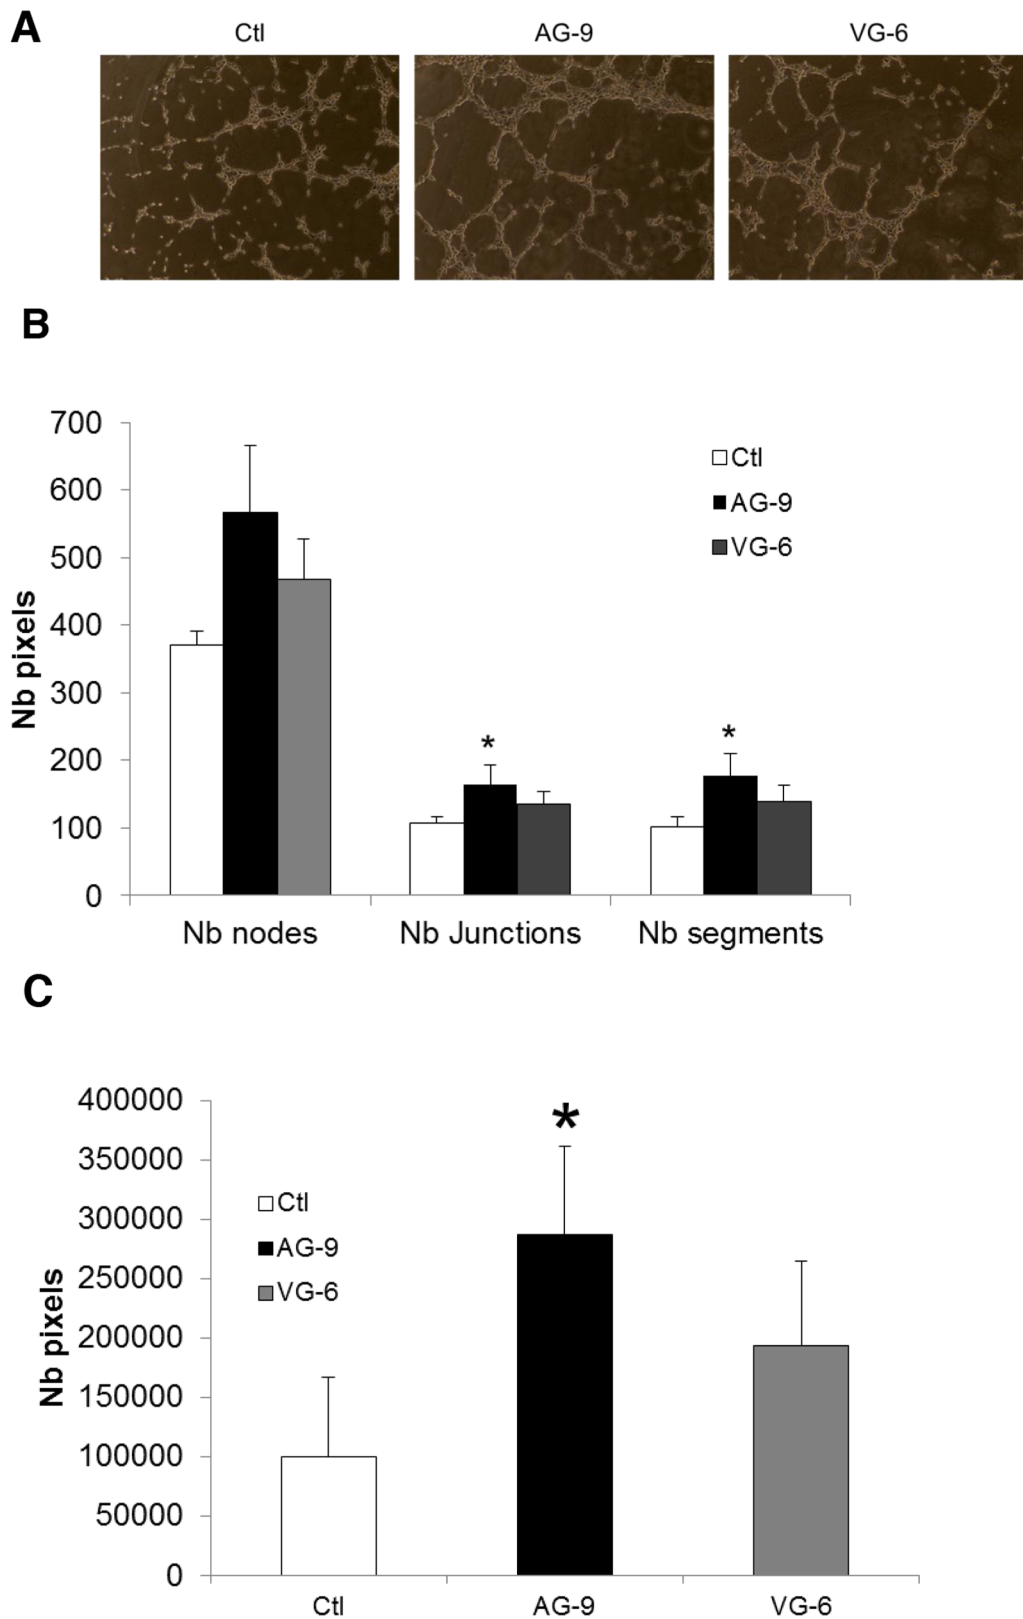 A
Ctl AG-9 VG-6
B
700
600
500
400
300
200
100
0
Nb pixels
Ctl
AG-9
VG-6
*
*
Nb nodes Nb Junctions Nb segments
C
400000
350000
300000
250000
200000
150000
100000
50000
0
Nb pixels
*
Ctl
AG-9
VG-6
Ctl AG-9 VG-6